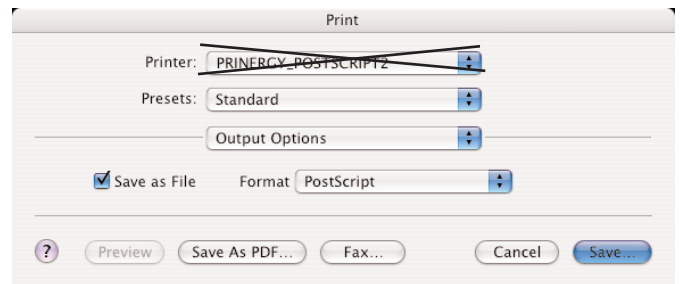 Print
Printer: PRINERGY_POSTSCRIPT2
Presets: Standard
Output Options
Save as File Format PostScript
? Preview Save As PDF... Fax... Cancel Save...